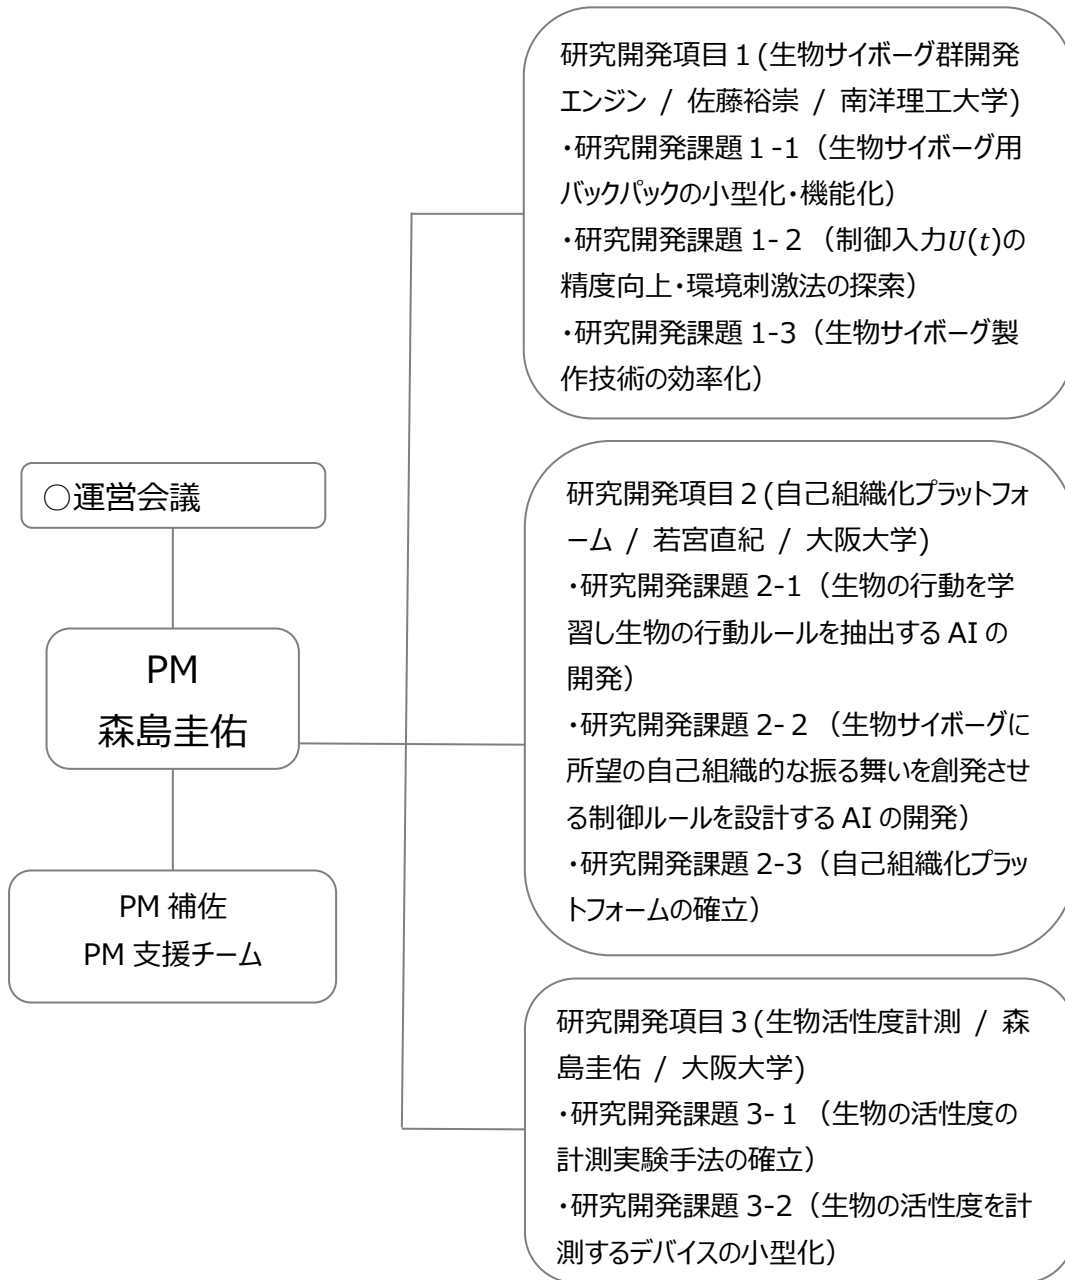 ○運営会議
PM
森島圭佑
PM 補佐
PM 支援チーム
研究開発項目 1 (生物サイボーグ群開発
エンジン / 佐藤裕崇 / 南洋理工大学)
・研究開発課題 1 -1（生物サイボーグ用
バックパックの小型化・機能化）
・研究開発課題 1- 2 （制御入力U(t)の
精度向上・環境刺激法の探索）
・研究開発課題 1-3（生物サイボーグ製
作技術の効率化）
研究開発項目 2 (自己組織化プラットフォ
ーム / 若宮直紀 / 大阪大学)
・研究開発課題 2-1（生物の行動を学
習し生物の行動ルールを抽出する AI の
開発）
・研究開発課題 2- 2 （生物サイボーグに
所望の自己組織的な振る舞いを創発させ
る制御ルールを設計する AI の開発）
・研究開発課題 2-3（自己組織化プラッ
トフォームの確立）
研究開発項目 3 (生物活性度計測 / 森
島圭佑 / 大阪大学)
・研究開発課題 3- 1 （生物の活性度の
計測実験手法の確立）
・研究開発課題 3-2（生物の活性度を計
測するデバイスの小型化）